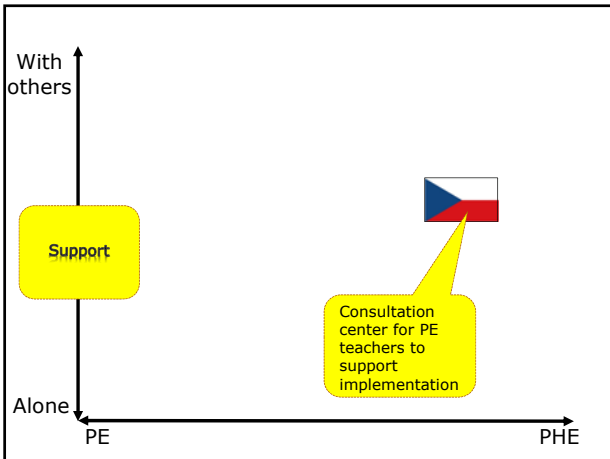 With
others
Support
Consultation
center for PE
teachers to
support
implementation
Alone
PE
PHE